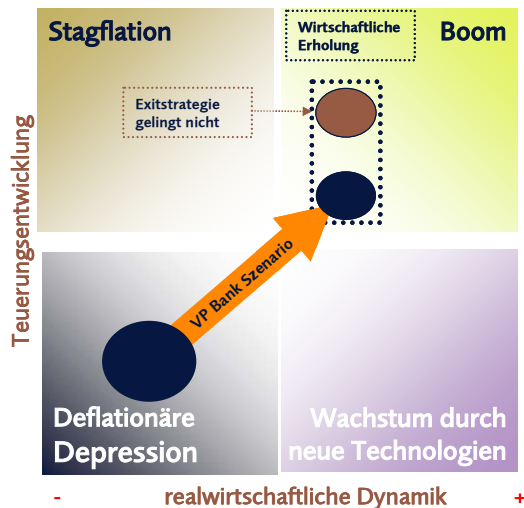 Stagflation
Wirtschaftliche
Erholung
Boom
Exitstrategie
gelingt nicht
Teuerungsentwicklung
VP Bank Szenario
Deflationäre
Depression
Wachstum durch
neue Technologien
- realwirtschaftliche Dynamik +